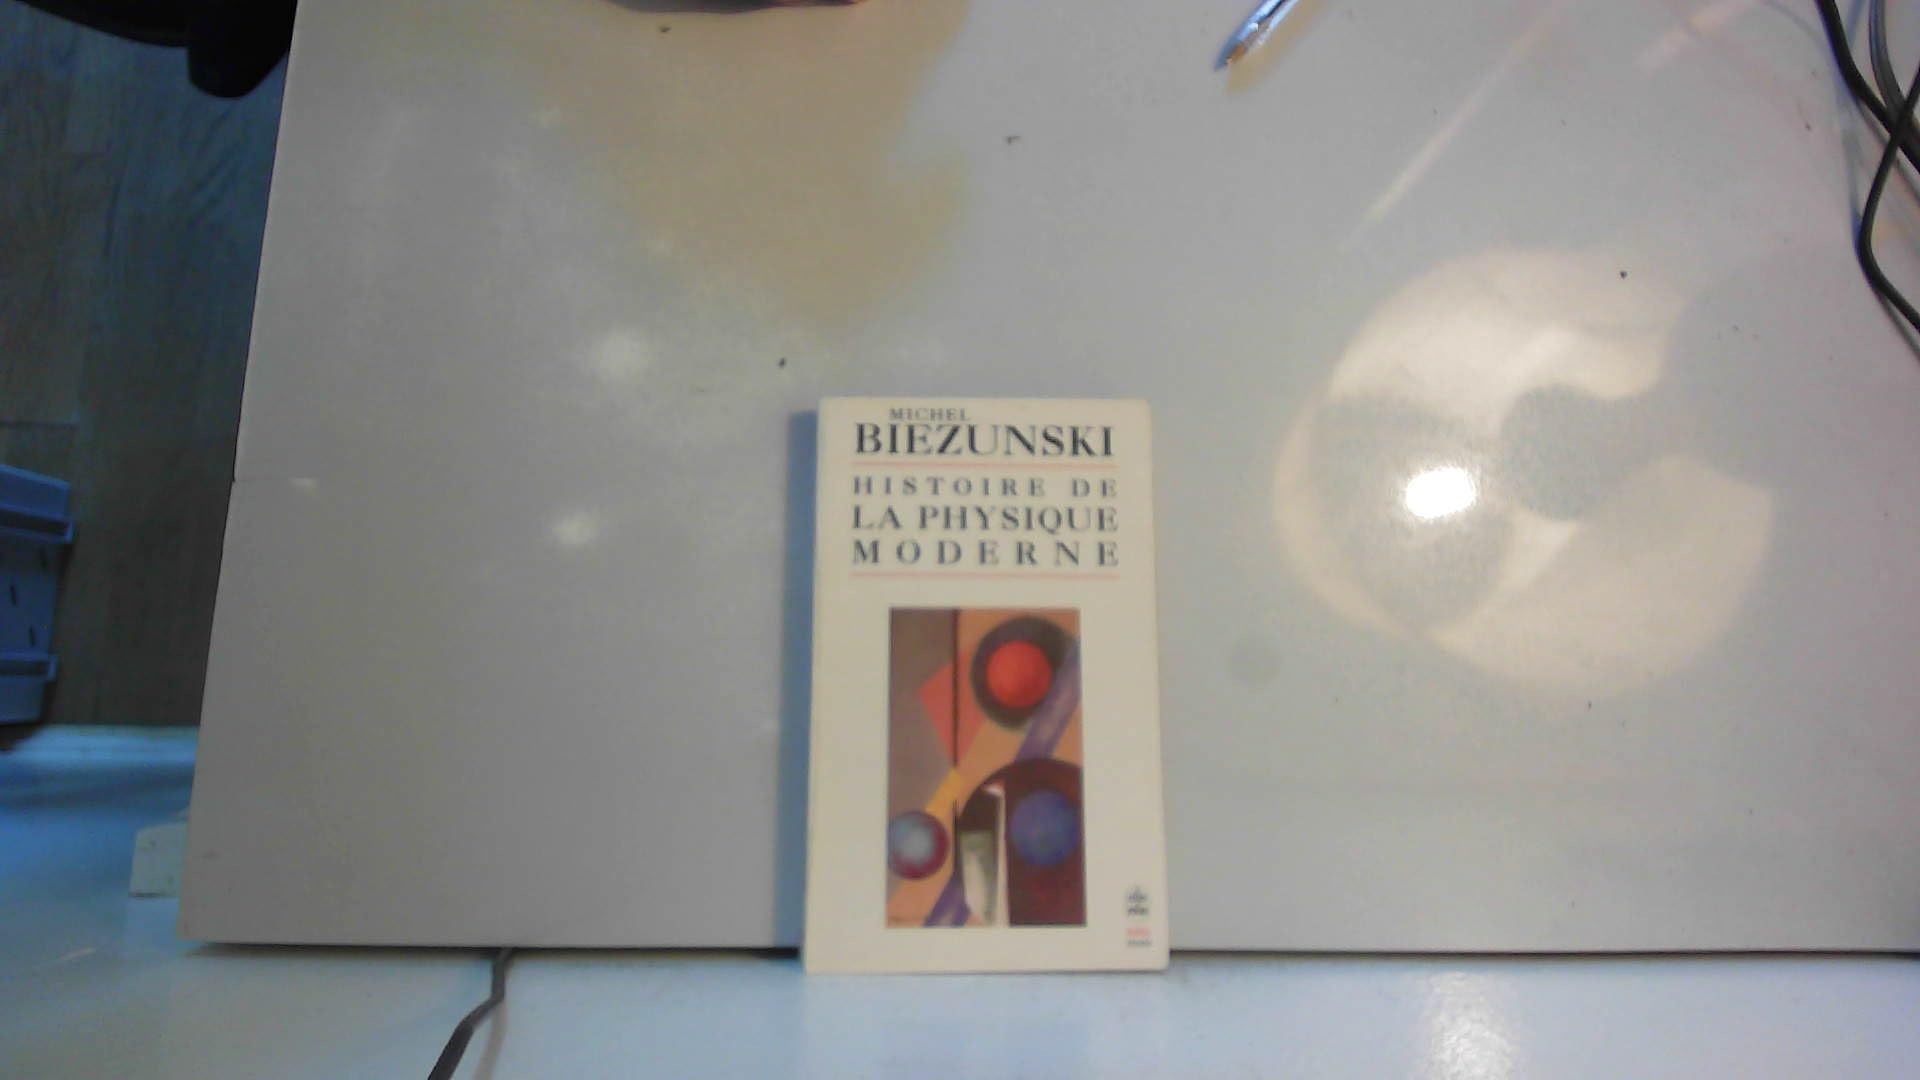 MICHEL
BIEZUNSKI
HISTOIRE DE
LA PHYSIQUE
MODERNE